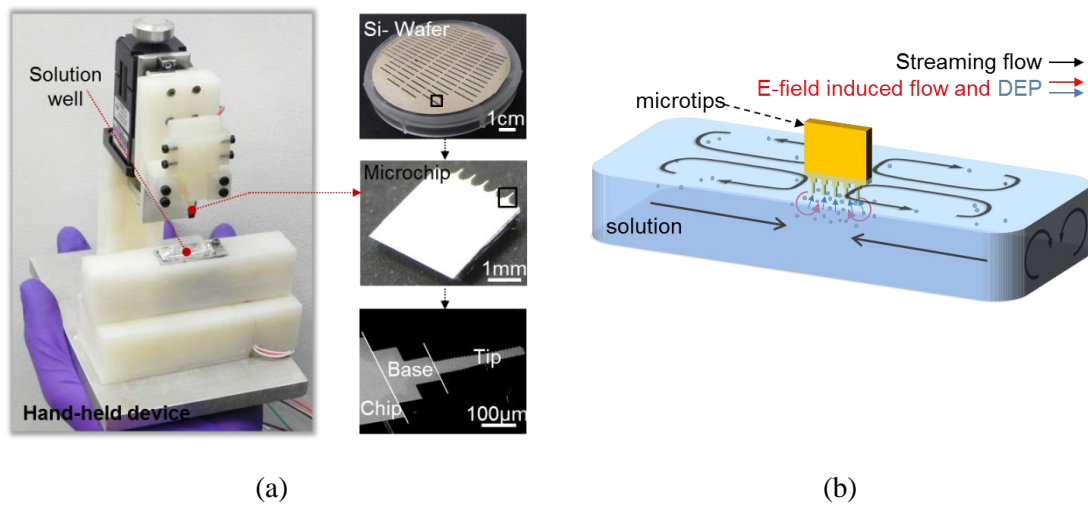 Solution
well
Hand-held device
Si- Wafer
1cm
Microchip
1mm
Base
Tip
Chip
100μm
(a)
Streaming flow
E-field induced flow and DEP
microtips
solution
(b)